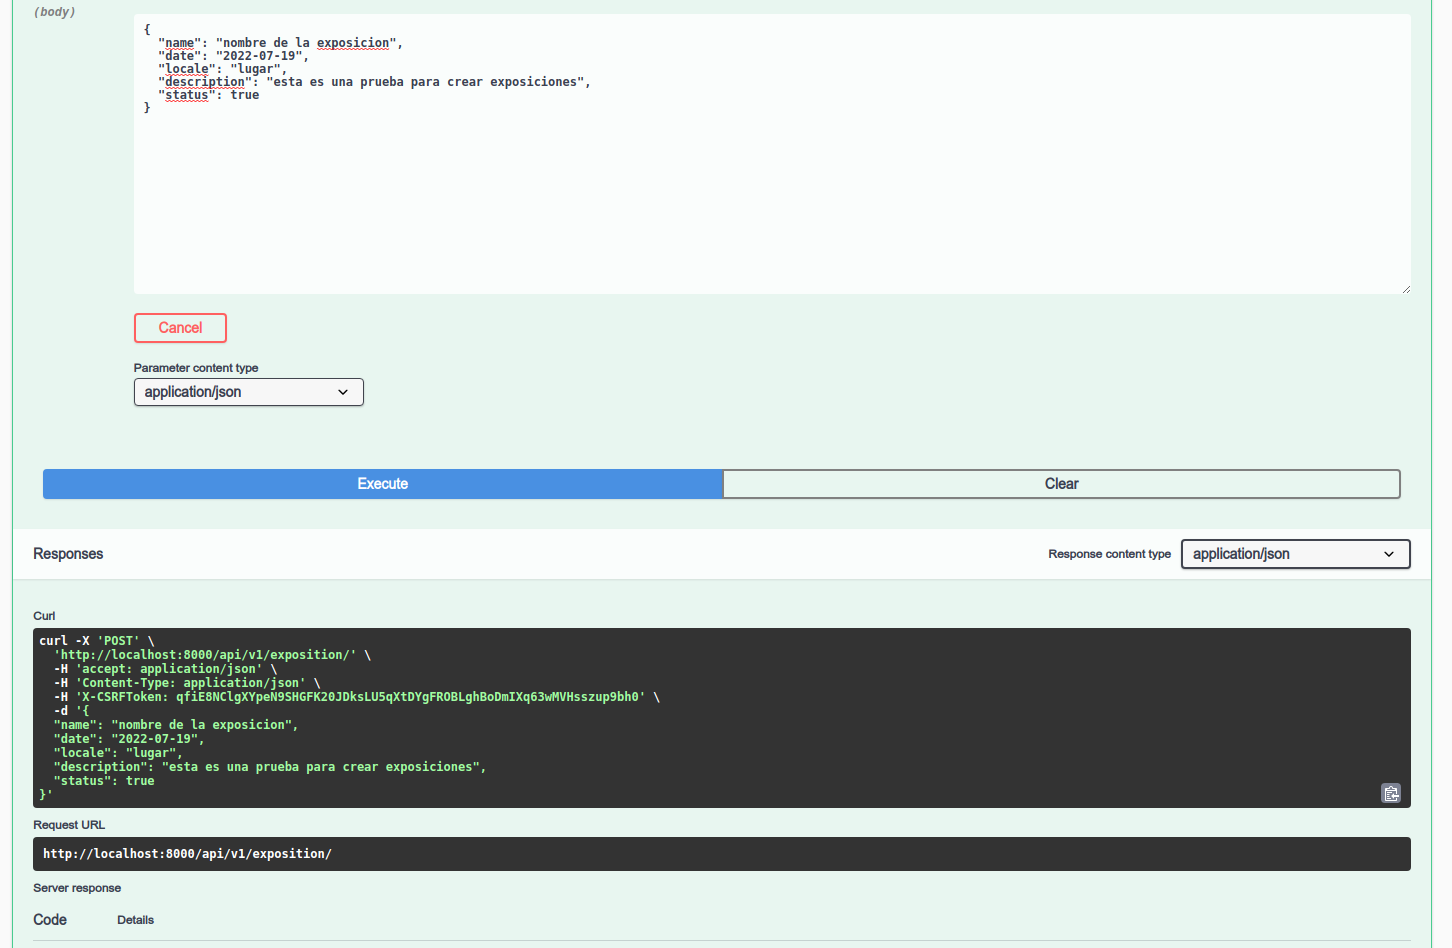 (body)
{
  "name": "nombre de la exposicion",
  "date": "2022-07-19",
  "locale": "lugar",
  "description": "esta es una prueba para crear exposiciones",
  "status": true
}
Cancel
Parameter content type
application/json
Execute
Clear
Responses
Response content type
application/json
Curl
curl -X 'POST' \
  'http://localhost:8000/api/v1/exposition/' \
  -H 'accept: application/json' \
  -H 'Content-Type: application/json' \
  -H 'X-CSRFToken: qfiE8NClgXYpeN9SHGFK20JDksLU5qXtDYgFROBLghBoDmIXq63wMVHsszup9bh0' \
  -d '{
  "name": "nombre de la exposicion",
  "date": "2022-07-19",
  "locale": "lugar",
  "description": "esta es una prueba para crear exposiciones",
  "status": true
}'
Request URL
http://localhost:8000/api/v1/exposition/
Server response
Code
Details